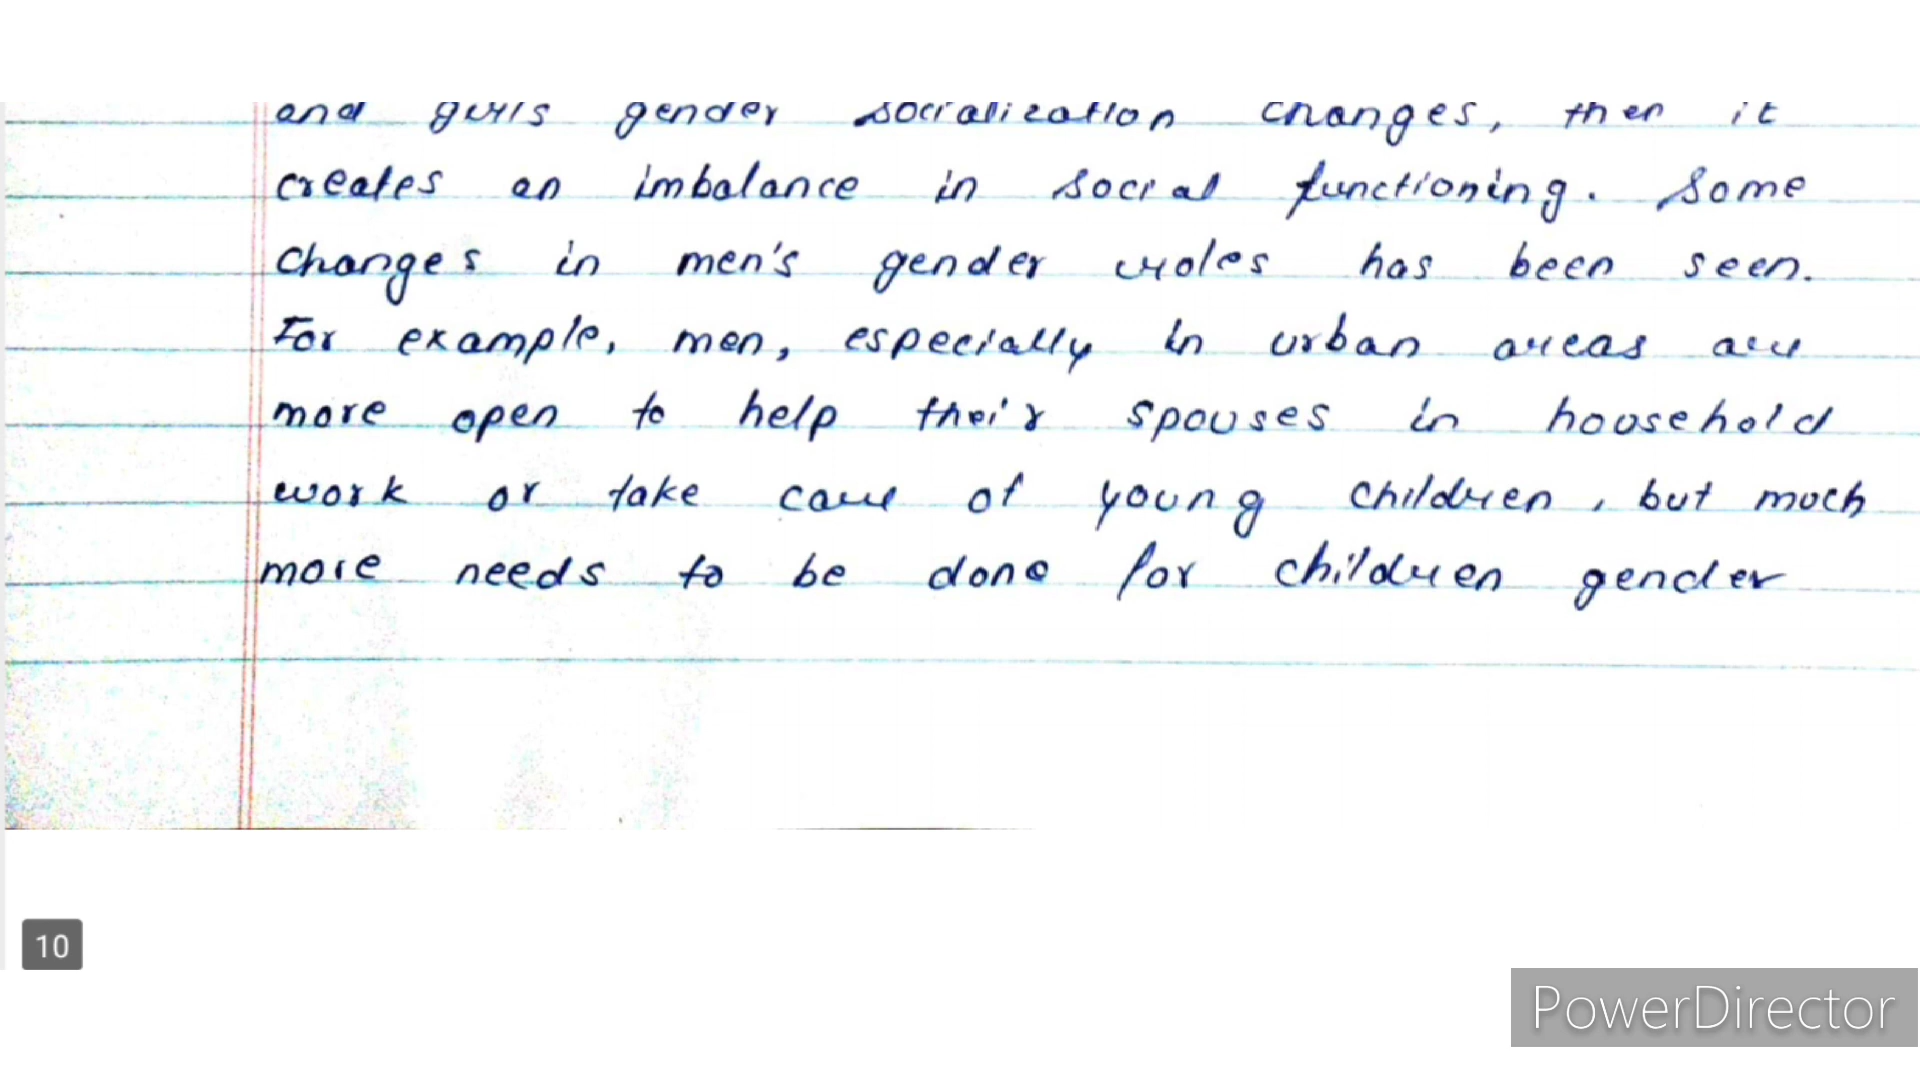 and girls gender socialization changes, then it
creates an imbalance in social functioning. Some
changes in men's gender roles has been seen.
For example, men, especially in urban areas are
more open to help their spouses in household
work or take care of young children, but much
more needs to be done for children gender
10
PowerDirector